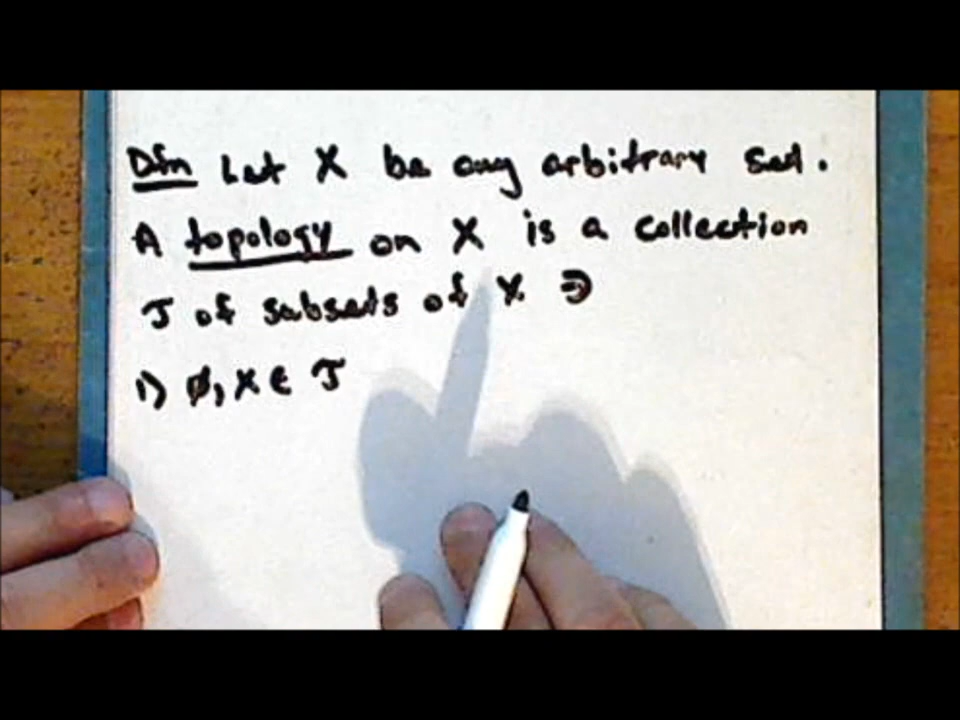 Dfn Let X be any arbitrary set.
A topology on X is a collection
T of subsets of X ∋
1) ∅, X ∈ T